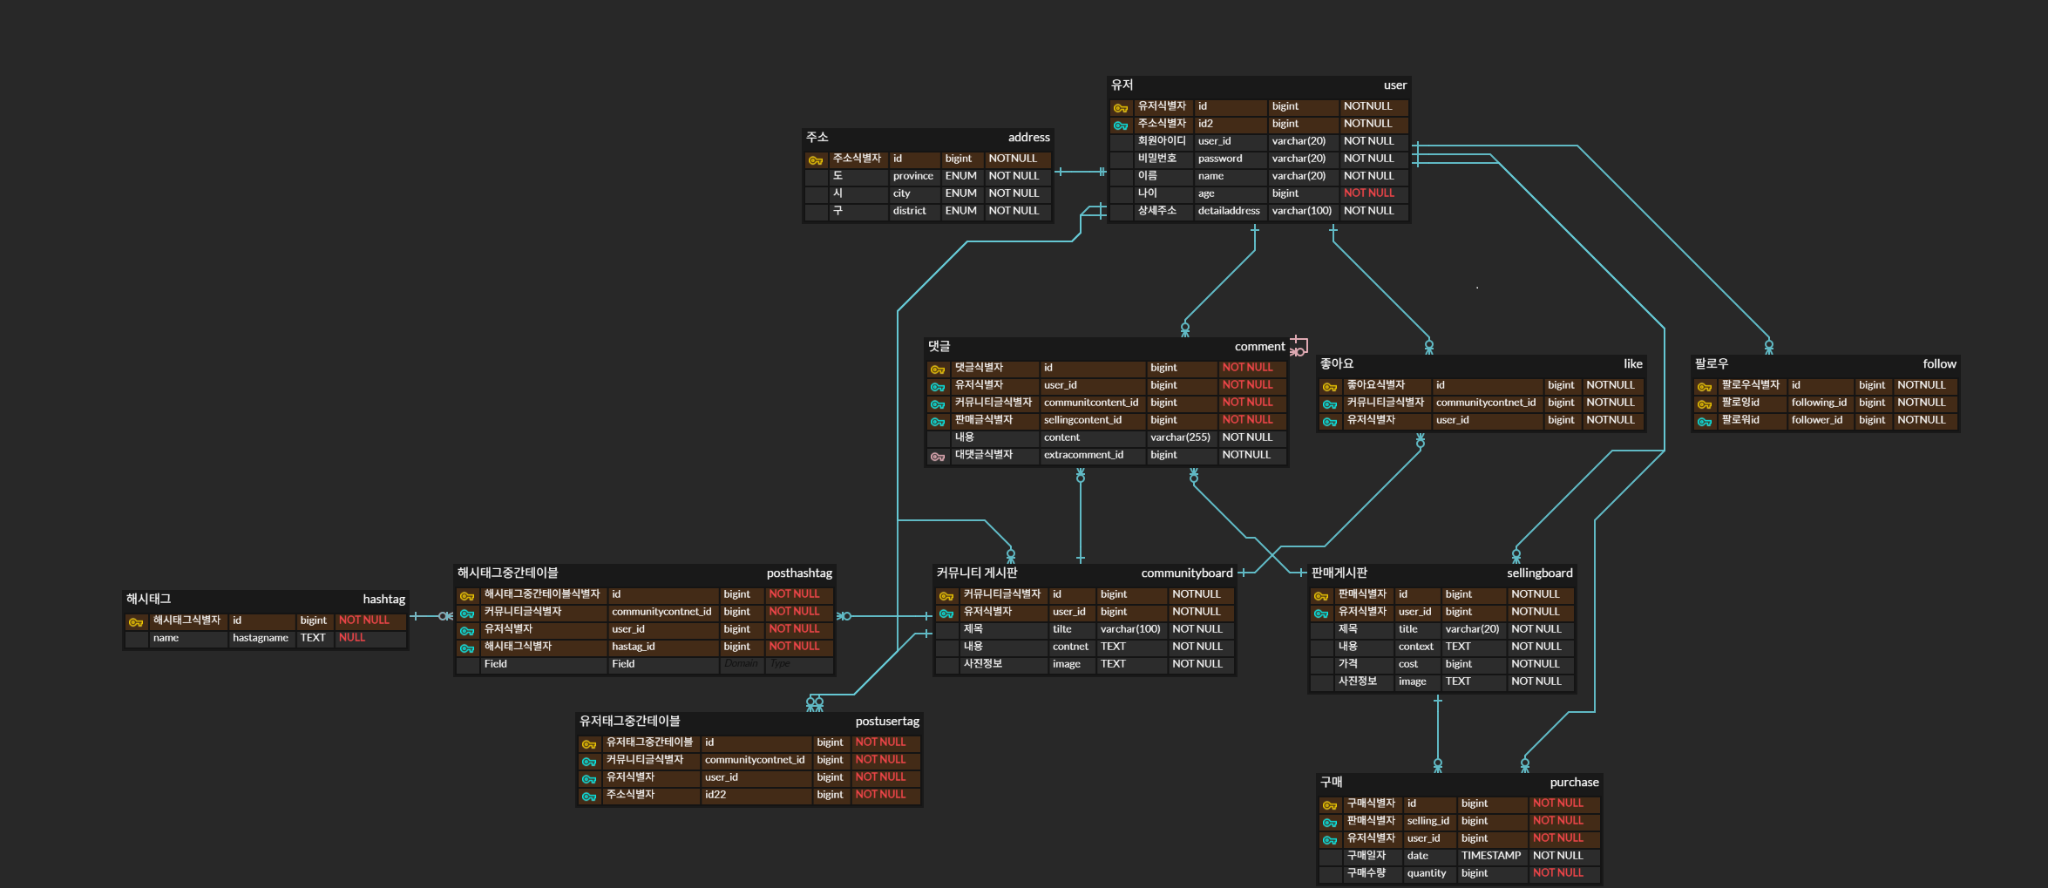 유저 user
유저식별자 id bigint NOTNULL
주소식별자 id2 bigint NOTNULL
회원아이디 user_id varchar(20) NOT NULL
비밀번호 password varchar(20) NOT NULL
이름 name varchar(20) NOT NULL
나이 age bigint NOT NULL
상세주소 detailaddress varchar(100) NOT NULL
주소 address
주소식별자 id bigint NOTNULL
도 province ENUM NOT NULL
시 city ENUM NOT NULL
구 district ENUM NOT NULL
댓글 comment
댓글식별자 id bigint NOT NULL
유저식별자 user_id bigint NOT NULL
커뮤니티글식별자 communitcontent_id bigint NOT NULL
판매글식별자 sellingcontent_id bigint NOT NULL
내용 content varchar(255) NOT NULL
대댓글식별자 extracomment_id bigint NOTNULL
좋아요 like
좋아요식별자 id bigint NOTNULL
커뮤니티글식별자 communitycontnet_id bigint NOTNULL
유저식별자 user_id bigint NOTNULL
팔로우 follow
팔로우식별자 id bigint NOTNULL
팔로잉id following_id bigint NOTNULL
팔로워id follower_id bigint NOTNULL
해시태그 hashtag
해시태그식별자 id bigint NOT NULL
name hastagname TEXT NULL
해시태그중간테이블 posthashtag
해시태그중간테이블식별자 id bigint NOT NULL
커뮤니티글식별자 communitycontnet_id bigint NOT NULL
유저식별자 user_id bigint NOT NULL
해시태그식별자 hastag_id bigint NOT NULL
Field Field Domain Type
커뮤니티 게시판 communityboard
커뮤니티글식별자 id bigint NOTNULL
유저식별자 user_id bigint NOTNULL
제목 tilte varchar(100) NOT NULL
내용 contnet TEXT NOT NULL
사진정보 image TEXT NOT NULL
판매게시판 sellingboard
판매식별자 id bigint NOTNULL
유저식별자 user_id bigint NOTNULL
제목 title varchar(20) NOT NULL
내용 context TEXT NOT NULL
가격 cost bigint NOTNULL
사진정보 image TEXT NOT NULL
유저태그중간테이블 postusertag
유저태그중간테이블 id bigint NOT NULL
커뮤니티글식별자 communitycontnet_id bigint NOT NULL
유저식별자 user_id bigint NOT NULL
주소식별자 id22 bigint NOT NULL
구매 purchase
구매식별자 id bigint NOT NULL
판매식별자 selling_id bigint NOT NULL
유저식별자 user_id bigint NOT NULL
구매일자 date TIMESTAMP NOT NULL
구매수량 quantity bigint NOT NULL